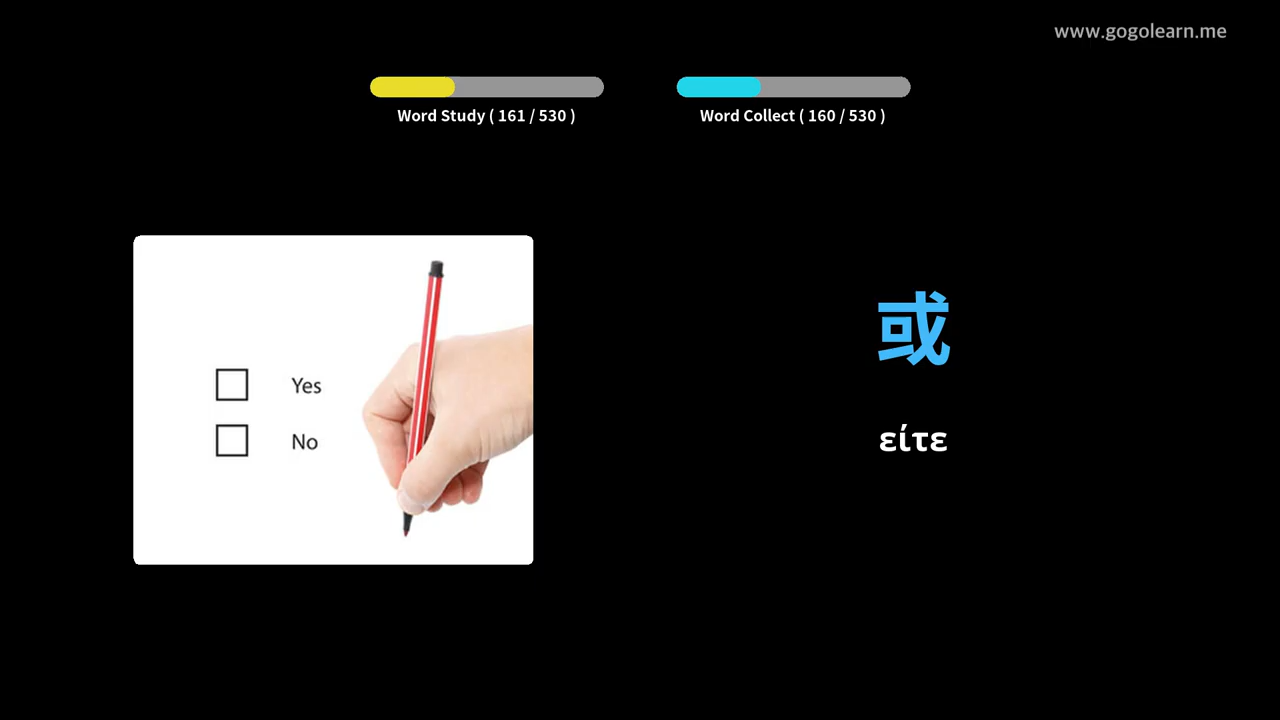 www.gogolearn.me
Word Study ( 161 / 530 )
Word Collect ( 160 / 530 )
Yes
No
或
είτε